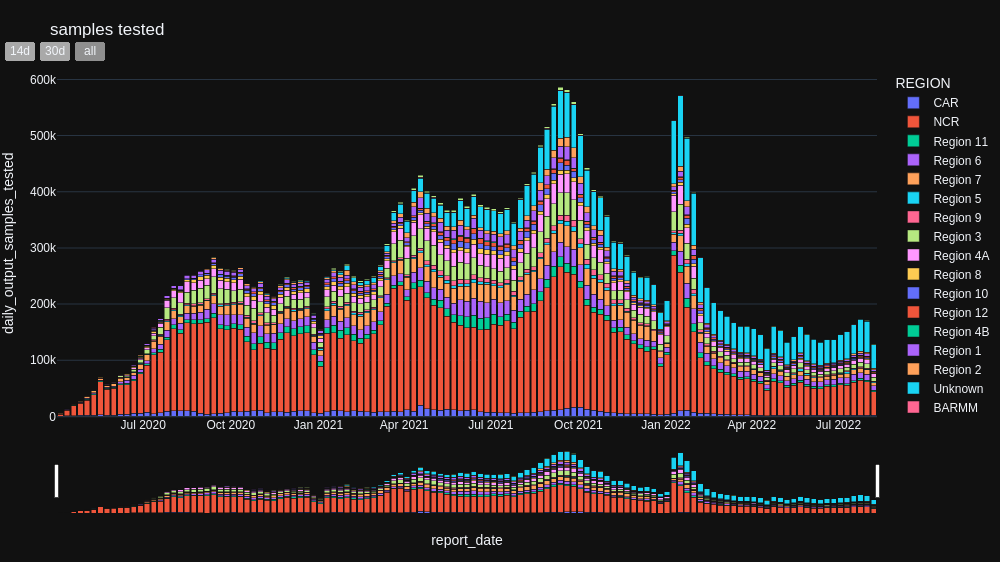 samples tested
14d 30d all
daily_output_samples_tested
600k
500k
400k
300k
200k
100k
0
Jul 2020 Oct 2020 Jan 2021 Apr 2021 Jul 2021 Oct 2021 Jan 2022 Apr 2022 Jul 2022
report_date
REGION
CAR
NCR
Region 11
Region 6
Region 7
Region 5
Region 9
Region 3
Region 4A
Region 8
Region 10
Region 12
Region 4B
Region 1
Region 2
Unknown
BARMM